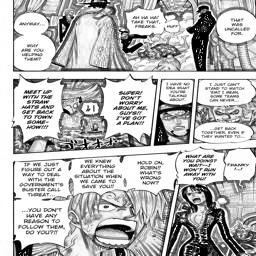 THAT
WAS
UNCALLED
FOR.
AH HA HA!
TAKE THAT,
FREAKS.
HUFF
ANYWAY...
WHY
ARE YOU
HELPING
THEM?
I JUST CAN'T
STAND TO WATCH
WHAT I MEAN,
SOME TEAMS
CAN NEVER...
...GET BACK
TOGETHER, EVEN
IF THEY
WANTED TO...
I HAVE NO
IDEA WHAT
YOU'RE
TALKING
ABOUT.
SUPER!
DON'T
WORRY
ABOUT
ME, GUYS!!
I'VE GOT
A PLAN!!
MEET UP
WITH THE
STRAW
HATS AND
GET BACK
TO TOWN
SOME-
HOW!!!
FRANKY...!
WHAT ARE
YOU DOING?
WAIT—I
WON'T RUN
AWAY WITH
YOU!
HOLD ON,
ROBIN!!
WHAT'S
WRONG
NOW?
WE KNEW
EVERYTHING
ABOUT THE
SITUATION WHEN
WE CAME TO
SAVE YOU!!
IF WE JUST
FIGURE OUT A
WAY TO DEAL
WITH THE
GOVERNMENT'S
BUSTER CALL
THREAT...
...YOU DON'T
HAVE ANY
REASON TO
FOLLOW THEM,
DO YOU?!!